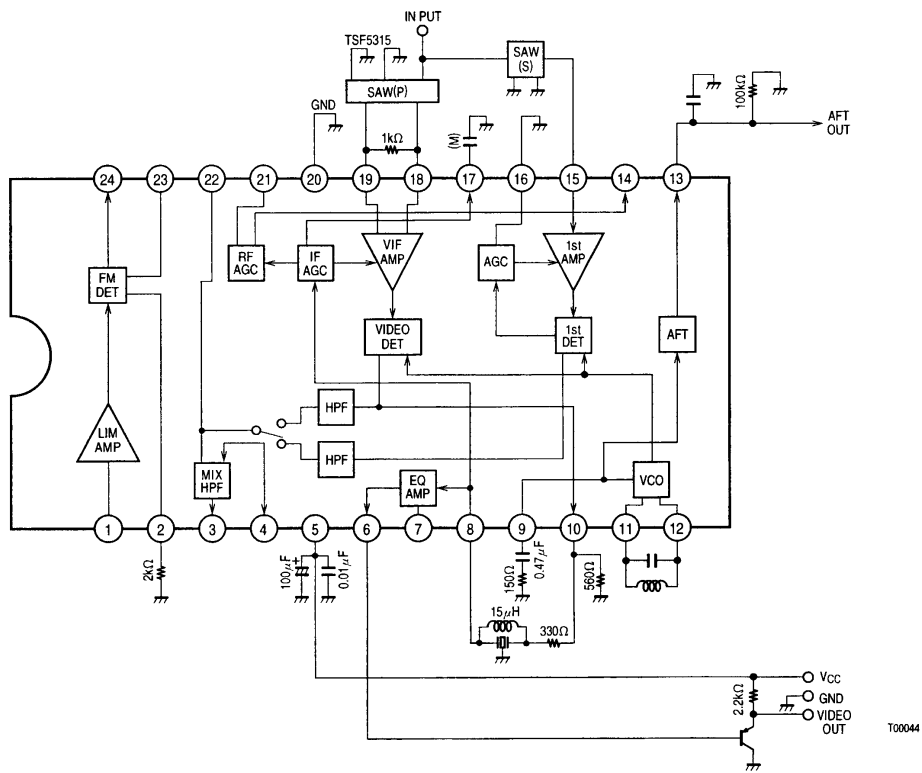 IN PUT
TSF5315
SAW
(S)
SAW(P)
GND
1kΩ
(M)
100kΩ
AFT
OUT
24
23
22
21
20
19
18
17
16
15
14
13
FM
DET
RF
AGC
IF
AGC
VIF
AMP
AGC
1st
AMP
VIDEO
DET
1st
DET
AFT
LIM
AMP
HPF
HPF
MIX
HPF
EQ
AMP
VCO
1
2
3
4
5
6
7
8
9
10
11
12
2kΩ
100μF
+
0.01μF
150Ω
0.47μF
560Ω
15μH
330Ω
2.2kΩ
VCC
GND
VIDEO
OUT
T00044